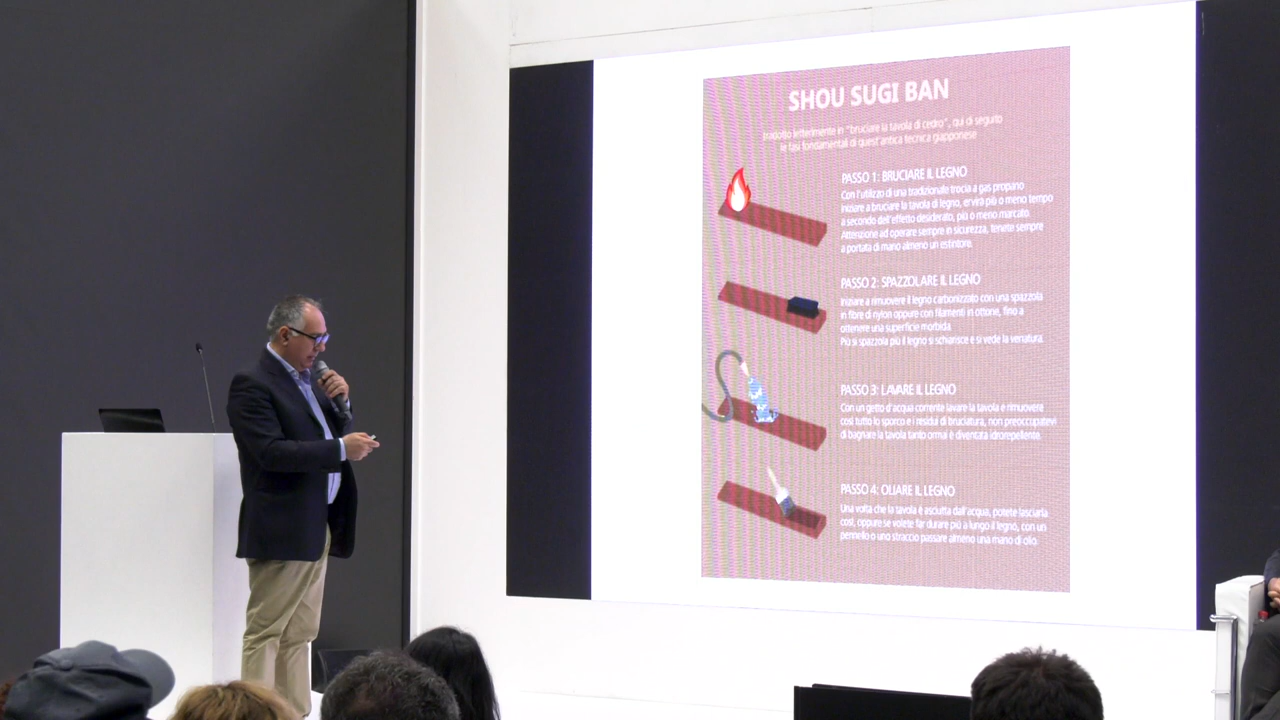 SHOU SUGI BAN
tradotto letterimente in "bruciare la tavola di cedro", qui di seguito
le fasi fondamentali di quest'antica tecnica giapponese
PASSO 1: BRUCIARE IL LEGNO
Con l'utilizzo di una tradizionale trocia a gas propano
iniziare a bruciare la tavola di legno, ervirà più o meno tempo
a secondo dell'effetto desiderato, più o meno marcato.
Attenzione ad operare sempre in sicurezza, tenete sempre
a portata di mano almeno un estintore.
PASSO 2: SPAZZOLARE IL LEGNO
Iniziare a rimuovere il legno carbonizzato con una spazzola
in fibre di nylon oppure con filamenti in ottone, fino a
ottenere una superficie morbida.
Più si spazzola più il legno si schiarisce e si vede la venatura.
PASSO 3: LAVARE IL LEGNO
Con un getto d'acqua corrente lavare la tavola e rimuovere
così tutto lo sporco e i residui di bruciatura, non preoccupatevi
di bagnare la tavola tanto ormai è diventata idrorepellente.
PASSO 4: OLIARE IL LEGNO
Una volta che la tavola è asciutta dall'acqua, potete lasciarla
così, oppure se volete far durare più a lungo il legno, con un
pennello o uno straccio passare almeno una mano di olio.